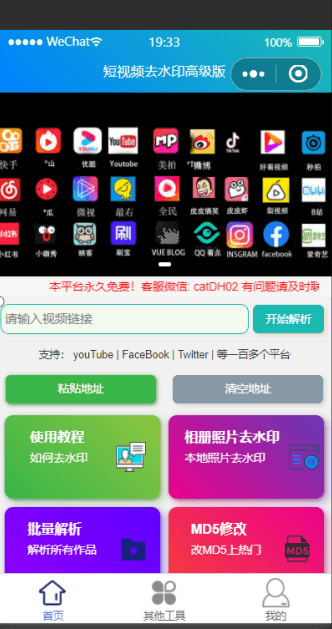 WeChat 19:33 100%
短视频去水印高级版
快手 *山 优酷 Youtube 美拍 *T微博 好看视频 秒拍
网易 *瓜 微视 最右 全民 皮皮搞笑 皮皮虾 梨视频 B站
小红书 小咖秀 映客 刷宝 VUE BLOG QQ 看点 INSGRAM facebook 爱奇艺
本平台永久免费！客服微信: catDH02 有问题请及时联
请输入视频链接 开始解析
支持： youTube | FaceBook | Twitter | 等一百多个平台
粘贴地址 清空地址
使用教程 相册照片去水印
如何去水印 本地照片去水印
批量解析 MD5修改
解析所有作品 改MD5上热门
MD5
首页 其他工具 我的